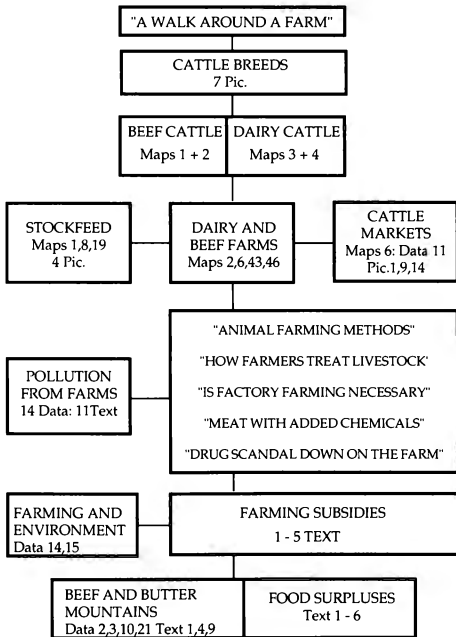 "A WALK AROUND A FARM"
CATTLE BREEDS
7 Pic.
BEEF CATTLE
Maps 1 + 2
DAIRY CATTLE
Maps 3 + 4
STOCKFEED
Maps 1,8,19
4 Pic.
DAIRY AND
BEEF FARMS
Maps 2,6,43,46
CATTLE
MARKETS
Maps 6: Data 11
Pic.1,9,14
"ANIMAL FARMING METHODS"
"HOW FARMERS TREAT LIVESTOCK'
"IS FACTORY FARMING NECESSARY"
"MEAT WITH ADDED CHEMICALS"
"DRUG SCANDAL DOWN ON THE FARM"
POLLUTION
FROM FARMS
14 Data: 11Text
FARMING AND
ENVIRONMENT
Data 14,15
FARMING SUBSIDIES
1 - 5 TEXT
BEEF AND BUTTER
MOUNTAINS
Data 2,3,10,21 Text 1,4,9
FOOD SURPLUSES
Text 1 - 6